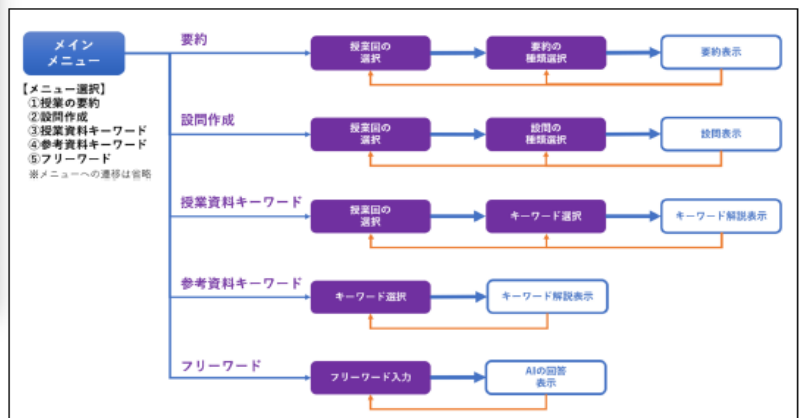 メイン
メニュー
【メニュー選択】
①授業の要約
②設問作成
③授業資料キーワード
④参考資料キーワード
⑤フリーワード
※メニューへの遷移は省略
要約
授業回の
選択
要約の
種類選択
要約表示
設問作成
授業回の
選択
設問の
種類選択
設問表示
授業資料キーワード
授業回の
選択
キーワード選択
キーワード解説表示
参考資料キーワード
キーワード選択
キーワード解説表示
フリーワード
フリーワード入力
AIの回答
表示